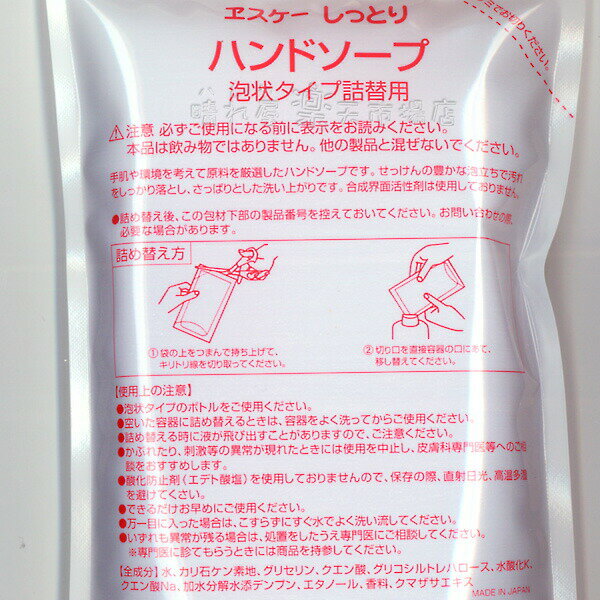 ヱスケー しっとり
ハンドソープ
泡状タイプ詰替用
晴れ屋 楽天市場店
⚠注意 必ずご使用になる前に表示をお読みください。
本品は飲み物ではありません。他の製品と混ぜないでください。
手肌や環境を考えて原料を厳選したハンドソープです。せっけんの豊かな泡立ちで汚れ
をしっかり落とし、さっぱりとした洗い上がりです。合成界面活性剤は使用しておりません。
●詰め替え後、この包材下部の製品番号を控えておいてください。お問い合わせの際、
必要な場合があります。
詰め替え方
①袋の上をつまんで持ち上げて、
キリトリ線を切り取ってください。
②切り口を直接容器の口にあて、
移し替えてください。
【使用上の注意】
●泡状タイプのボトルをご使用ください。
●空いた容器に詰め替えるときは、容器をよく洗ってからご使用ください。
●詰め替える時に液が飛び出すことがありますので、ご注意ください。
●かぶれたり、刺激等の異常が現れたときには使用を中止し、皮膚科専門医等へのご相
談をおすすめします。
●酸化防止剤(エデト酸塩)を使用しておりませんので、保存の際、直射日光、高温多湿
を避けてください。
●できるだけお早めにご使用ください。
●万一目に入った場合は、こすらずにすぐ水でよく洗い流してください。
●いずれも異常が残る場合は、処置をしたうえ専門医にご相談してください。
※専門医に診てもらうときには商品を持参してください。
【全成分】水、カリ石ケン素地、グリセリン、クエン酸、グリコシルトレハロース、水酸化K、
クエン酸Na、加水分解水添デンプン、エタノール、香料、クマザサエキス
MADE IN JAPAN